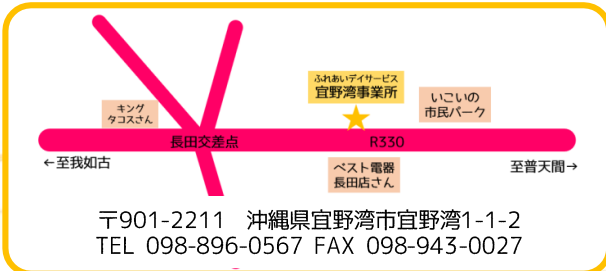 ふれあいデイサービス
宜野湾事業所
いこいの
市民パーク
キング
タコスさん
長田交差点
R330
←至我如古
ベスト電器
長田店さん
至普天間→
〒901-2211 沖縄県宜野湾市宜野湾1-1-2
TEL 098-896-0567 FAX 098-943-0027